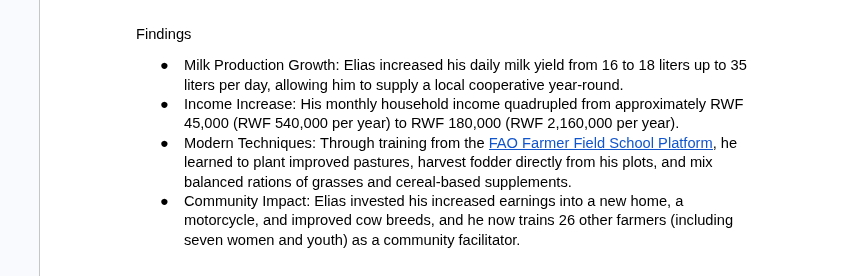 Findings
● Milk Production Growth: Elias increased his daily milk yield from 16 to 18 liters up to 35
liters per day, allowing him to supply a local cooperative year-round.
● Income Increase: His monthly household income quadrupled from approximately RWF
45,000 (RWF 540,000 per year) to RWF 180,000 (RWF 2,160,000 per year).
● Modern Techniques: Through training from the FAO Farmer Field School Platform, he
learned to plant improved pastures, harvest fodder directly from his plots, and mix
balanced rations of grasses and cereal-based supplements.
● Community Impact: Elias invested his increased earnings into a new home, a
motorcycle, and improved cow breeds, and he now trains 26 other farmers (including
seven women and youth) as a community facilitator.